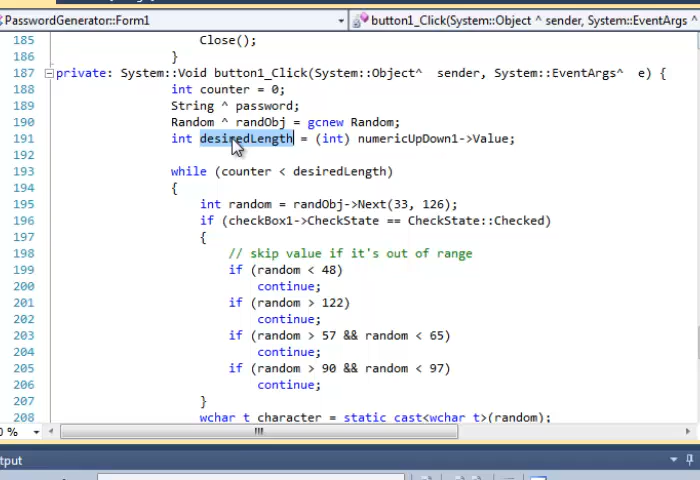 PasswordGenerator::Form1
button1_Click(System::Object ^ sender, System::EventArgs ^
185 Close();
186 }
187 private: System::Void button1_Click(System::Object^  sender, System::EventArgs^  e) {
188 int counter = 0;
189 String ^ password;
190 Random ^ randObj = gcnew Random;
191 int desiredLength = (int) numericUpDown1->Value;
192
193 while (counter < desiredLength)
194 {
195 int random = randObj->Next(33, 126);
196 if (checkBox1->CheckState == CheckState::Checked)
197 {
198 // skip value if it's out of range
199 if (random < 48)
200 continue;
201 if (random > 122)
202 continue;
203 if (random > 57 && random < 65)
204 continue;
205 if (random > 90 && random < 97)
206 continue;
207 }
208 wchar_t character = static_cast<wchar_t>(random);
0 %
utput